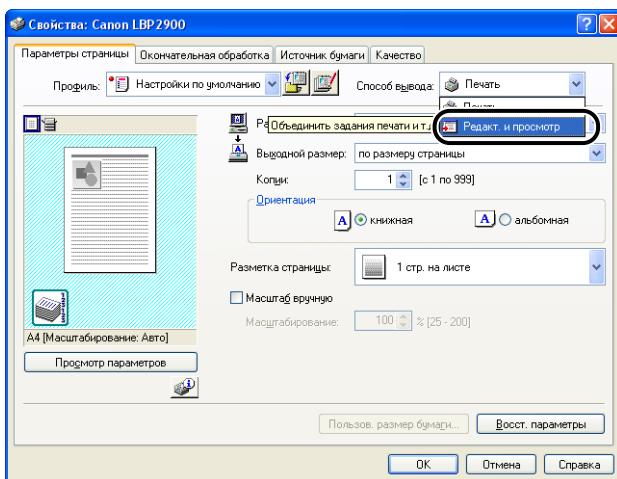 Свойства: Canon LBP2900
Параметры страницы Окончательная обработка Источник бумаги Качество
Профиль: Настройки по умолчанию Способ вывода: Печать
Объединить задания печати и т.д. Редакт. и просмотр
Выходной размер: по размеру страницы
Копии: 1 [с 1 по 999]
Ориентация
A книжная A альбомная
Разметка страницы: 1 стр. на листе
Масштаб вручную
Масштабирование: 100 % [25 - 200]
A4 [Масштабирование: Авто]
Просмотр параметров
Пользов. размер бумаги... Восст. параметры
OK Отмена Справка